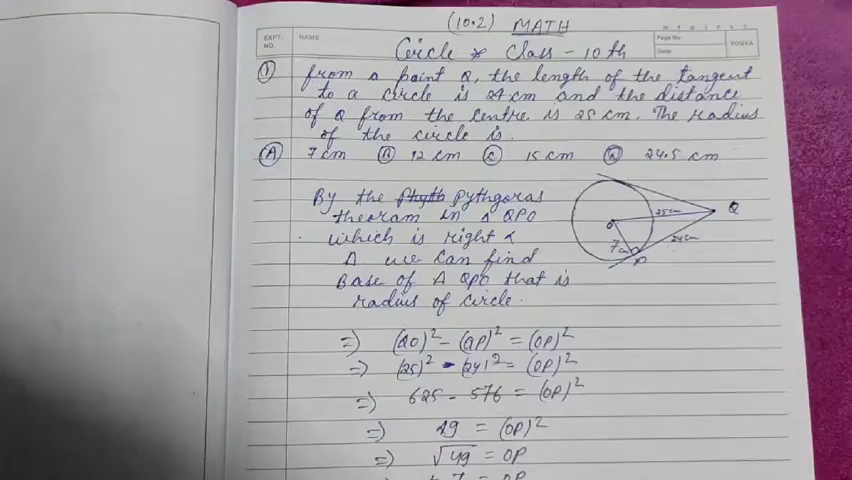 (10.2) MATH
EXPT. NO.
NAME
Page No.:
Date:
YOUVA
Circle * Class - 10th
(1) from a point Q, the length of the tangent
to a circle is 24 cm and the distance
of Q from the centre is 25 cm. The radius
of the circle is.
(A) 7 cm (B) 12 cm (C) 15 cm (D) 24.5 cm
By the pythgoras
theoram in Δ QPO
which is right ∠
Δ we can find
Base of Δ QPO that is
radius of circle.
Q
25cm
O
24cm
7cm
P
=) (QO)² - (QP)² = (OP)²
=) (25)² - (24)² = (OP)²
=) 625 - 576 = (OP)²
=) 49 = (OP)²
=) √49 = OP
7 = OP